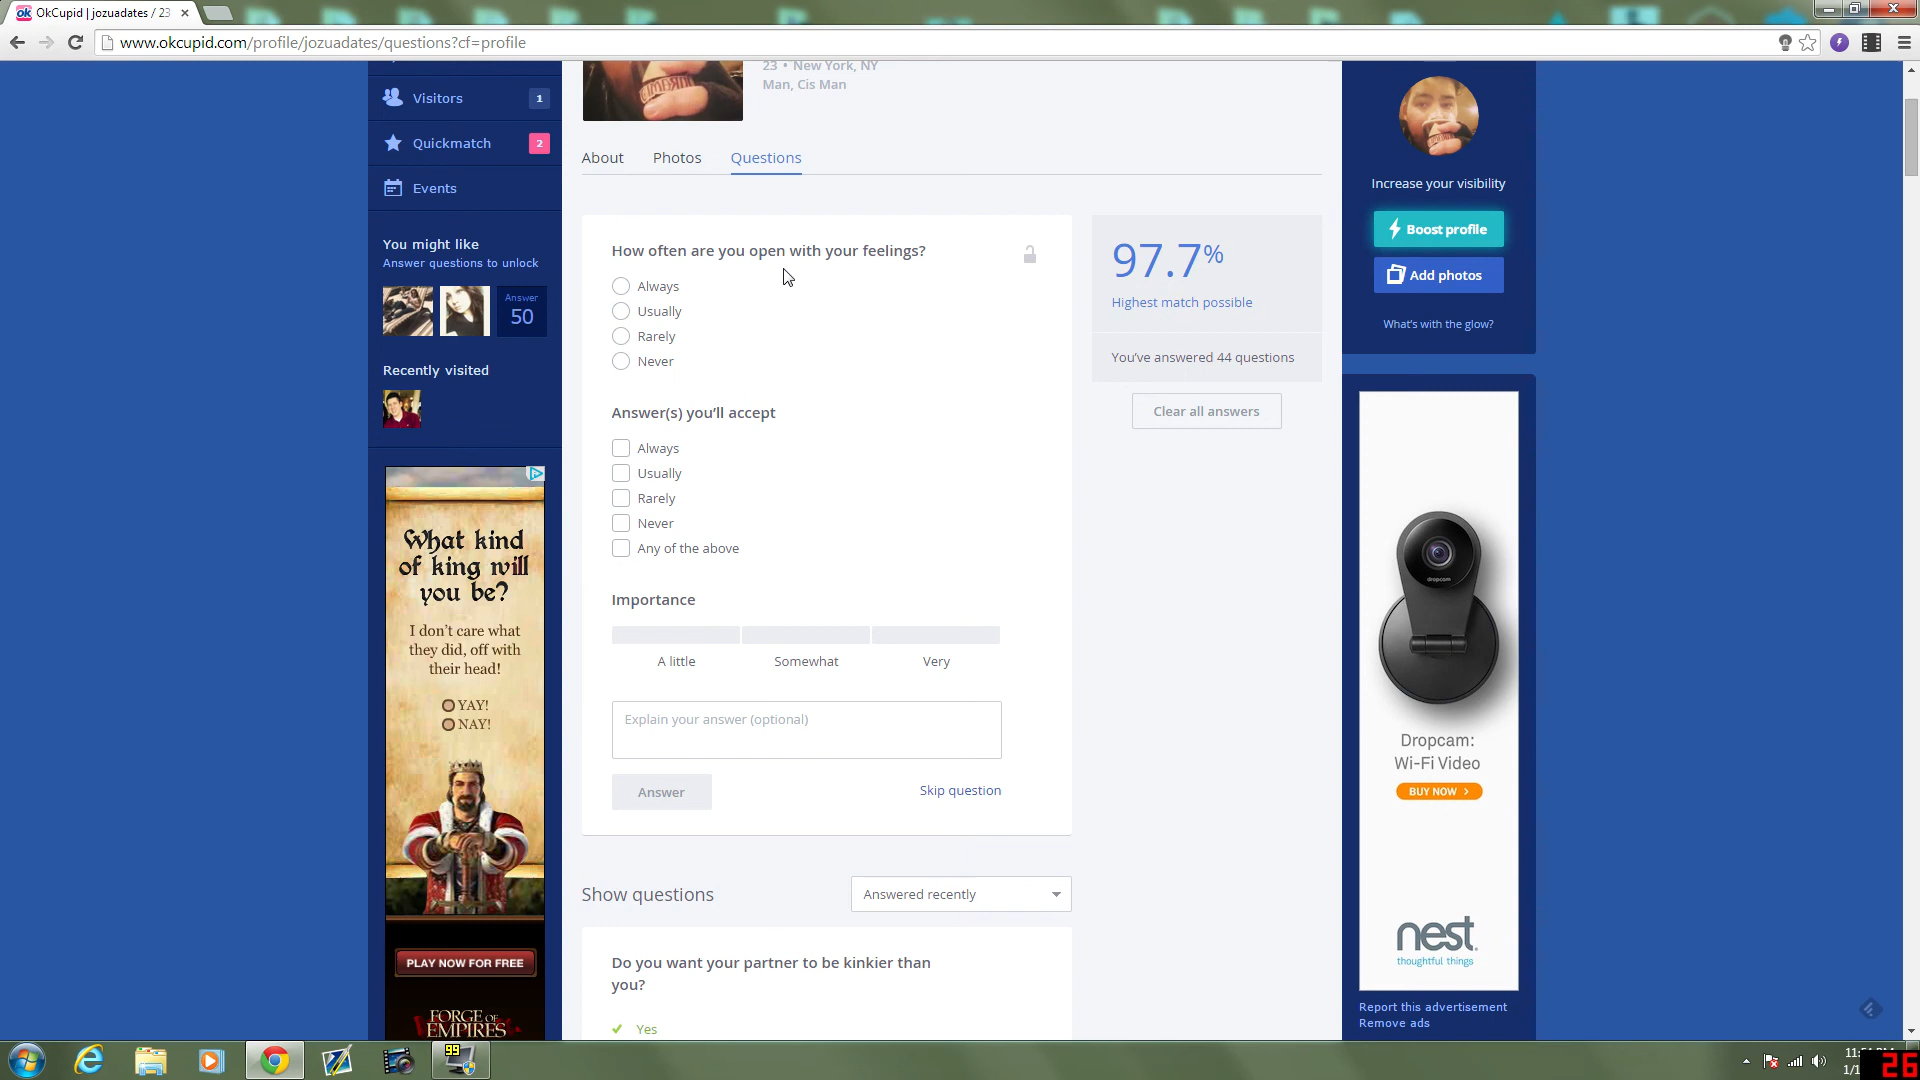 OkCupid | jozuadates / 23
www.okcupid.com/profile/jozuadates/questions?cf=profile
Visitors
1
Quickmatch
2
Events
You might like
Answer questions to unlock
Answer
50
Recently visited
What kind
of king will
you be?
I don't care what
they did, off with
their head!
YAY!
NAY!
PLAY NOW FOR FREE
FORGE OF
EMPIRES
23 • New York, NY
Man, Cis Man
About
Photos
Questions
How often are you open with your feelings?
Always
Usually
Rarely
Never
Answer(s) you'll accept
Always
Usually
Rarely
Never
Any of the above
Importance
A little
Somewhat
Very
Explain your answer (optional)
Answer
Skip question
Show questions
Answered recently
Do you want your partner to be kinkier than
you?
Yes
97.7%
Highest match possible
You've answered 44 questions
Clear all answers
Increase your visibility
Boost profile
Add photos
What's with the glow?
dropcam
Dropcam:
Wi-Fi Video
BUY NOW >
nest
thoughtful things
Report this advertisement
Remove ads
99
26